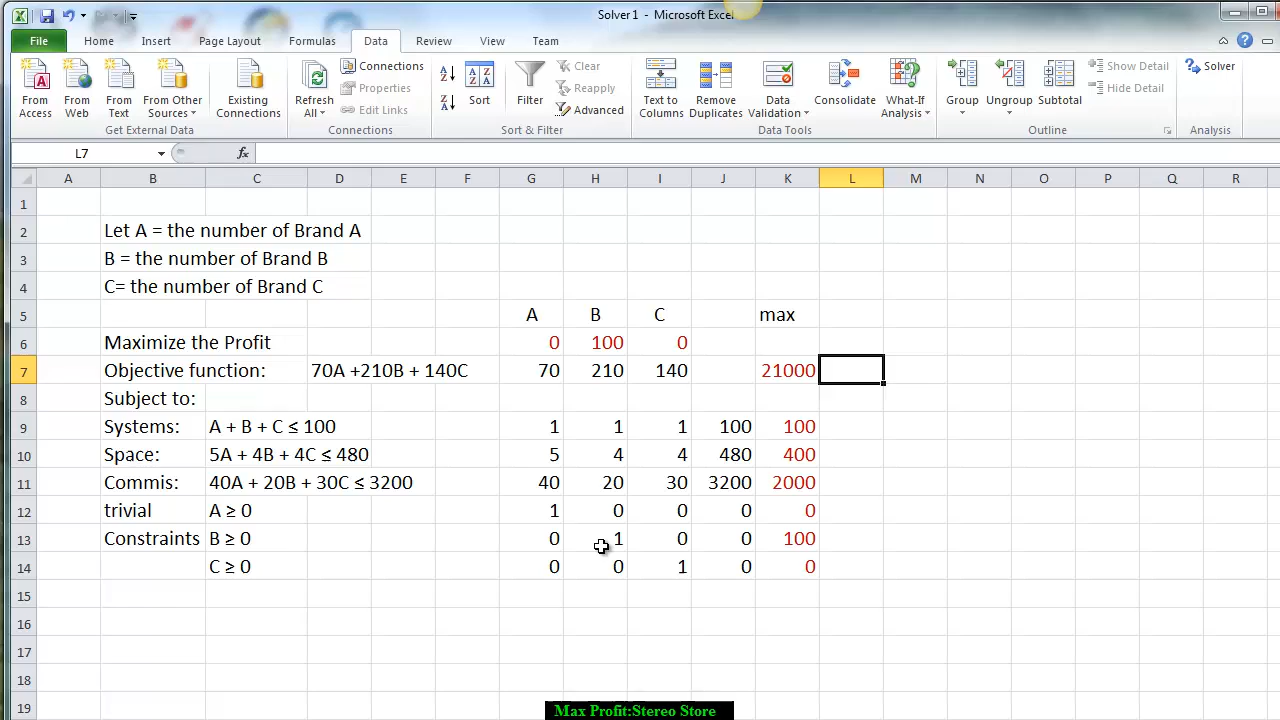 Solver1 - Microsoft Excel
File Home Insert Page Layout Formulas Data Review View Team
From Access
From Web
From Text
From Other Sources
Existing Connections
Get External Data
Refresh All
Connections
Properties
Edit Links
Connections
Sort
Filter
Clear
Reapply
Advanced
Sort & Filter
Text to Columns
Remove Duplicates
Data Validation
Consolidate
What-If Analysis
Data Tools
Group
Ungroup
Subtotal
Show Detail
Hide Detail
Outline
Solver
Analysis
L7 fx
A B C D E F G H I J K L M N O P Q R
1
2 Let A = the number of Brand A
3 B = the number of Brand B
4 C= the number of Brand C
5 A B C max
6 Maximize the Profit 0 100 0
7 Objective function: 70A +210B + 140C 70 210 140 21000
8 Subject to:
9 Systems: A + B + C ≤ 100 1 1 1 100 100
10 Space: 5A + 4B + 4C ≤ 480 5 4 4 480 400
11 Commis: 40A + 20B + 30C ≤ 3200 40 20 30 3200 2000
12 trivial A ≥ 0 1 0 0 0 0
13 Constraints B ≥ 0 0 1 0 0 100
14 C ≥ 0 0 0 1 0 0
15
16
17
18
19
Max Profit:Stereo Store